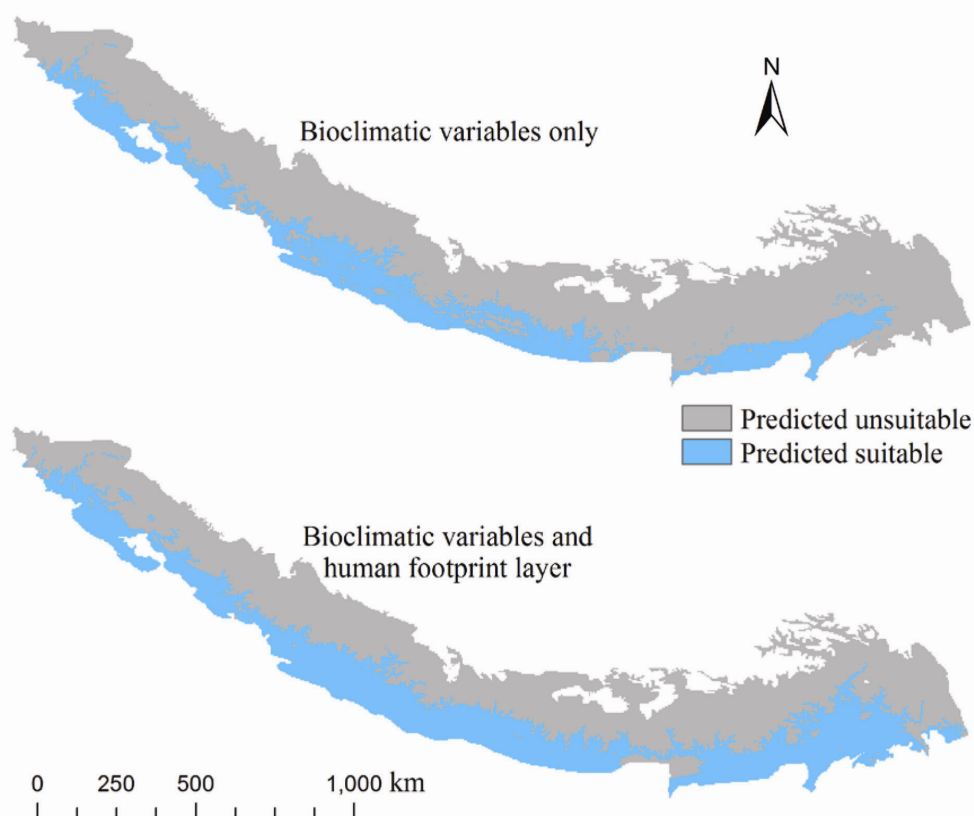 N
Bioclimatic variables only
Predicted unsuitable
Predicted suitable
Bioclimatic variables and
human footprint layer
0 250 500 1,000 km